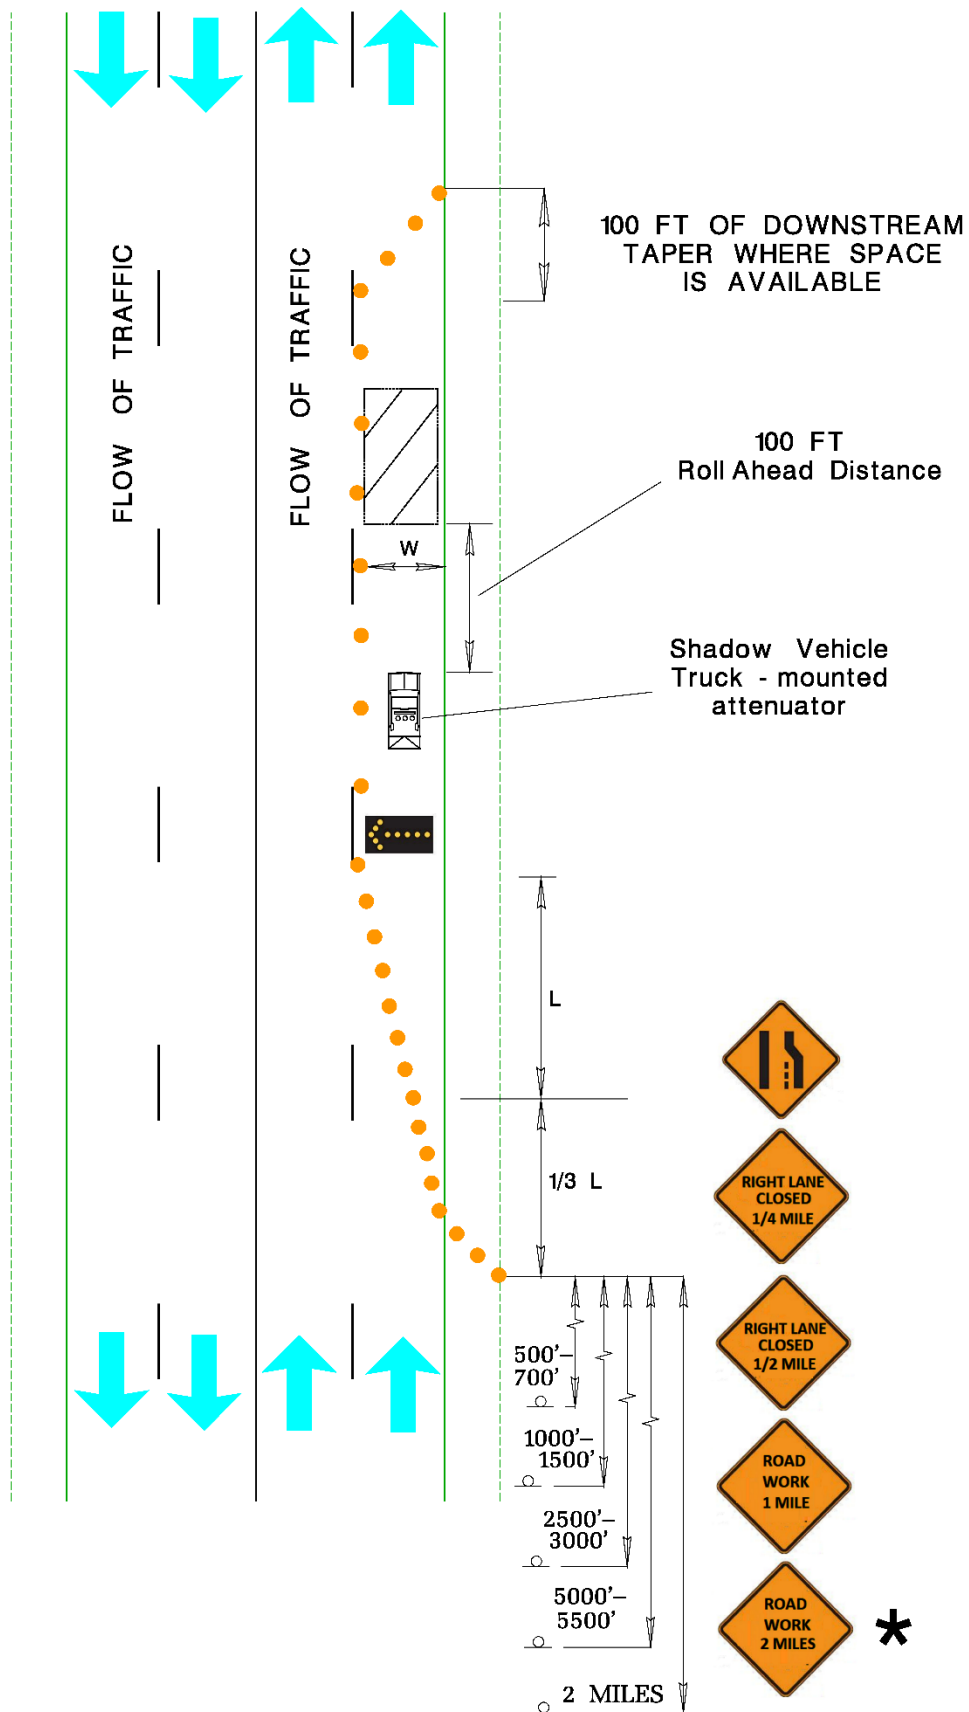 100 FT OF DOWNSTREAM
TAPER WHERE SPACE
IS AVAILABLE
FLOW OF TRAFFIC
FLOW OF TRAFFIC
100 FT
Roll Ahead Distance
W
Shadow Vehicle
Truck - mounted
attenuator
L
1/3 L
RIGHT LANE
CLOSED
1/4 MILE
RIGHT LANE
CLOSED
1/2 MILE
500'-
700'
1000'-
1500'
ROAD
WORK
1 MILE
2500'-
3000'
5000'-
5500'
ROAD
WORK
2 MILES
*
2 MILES